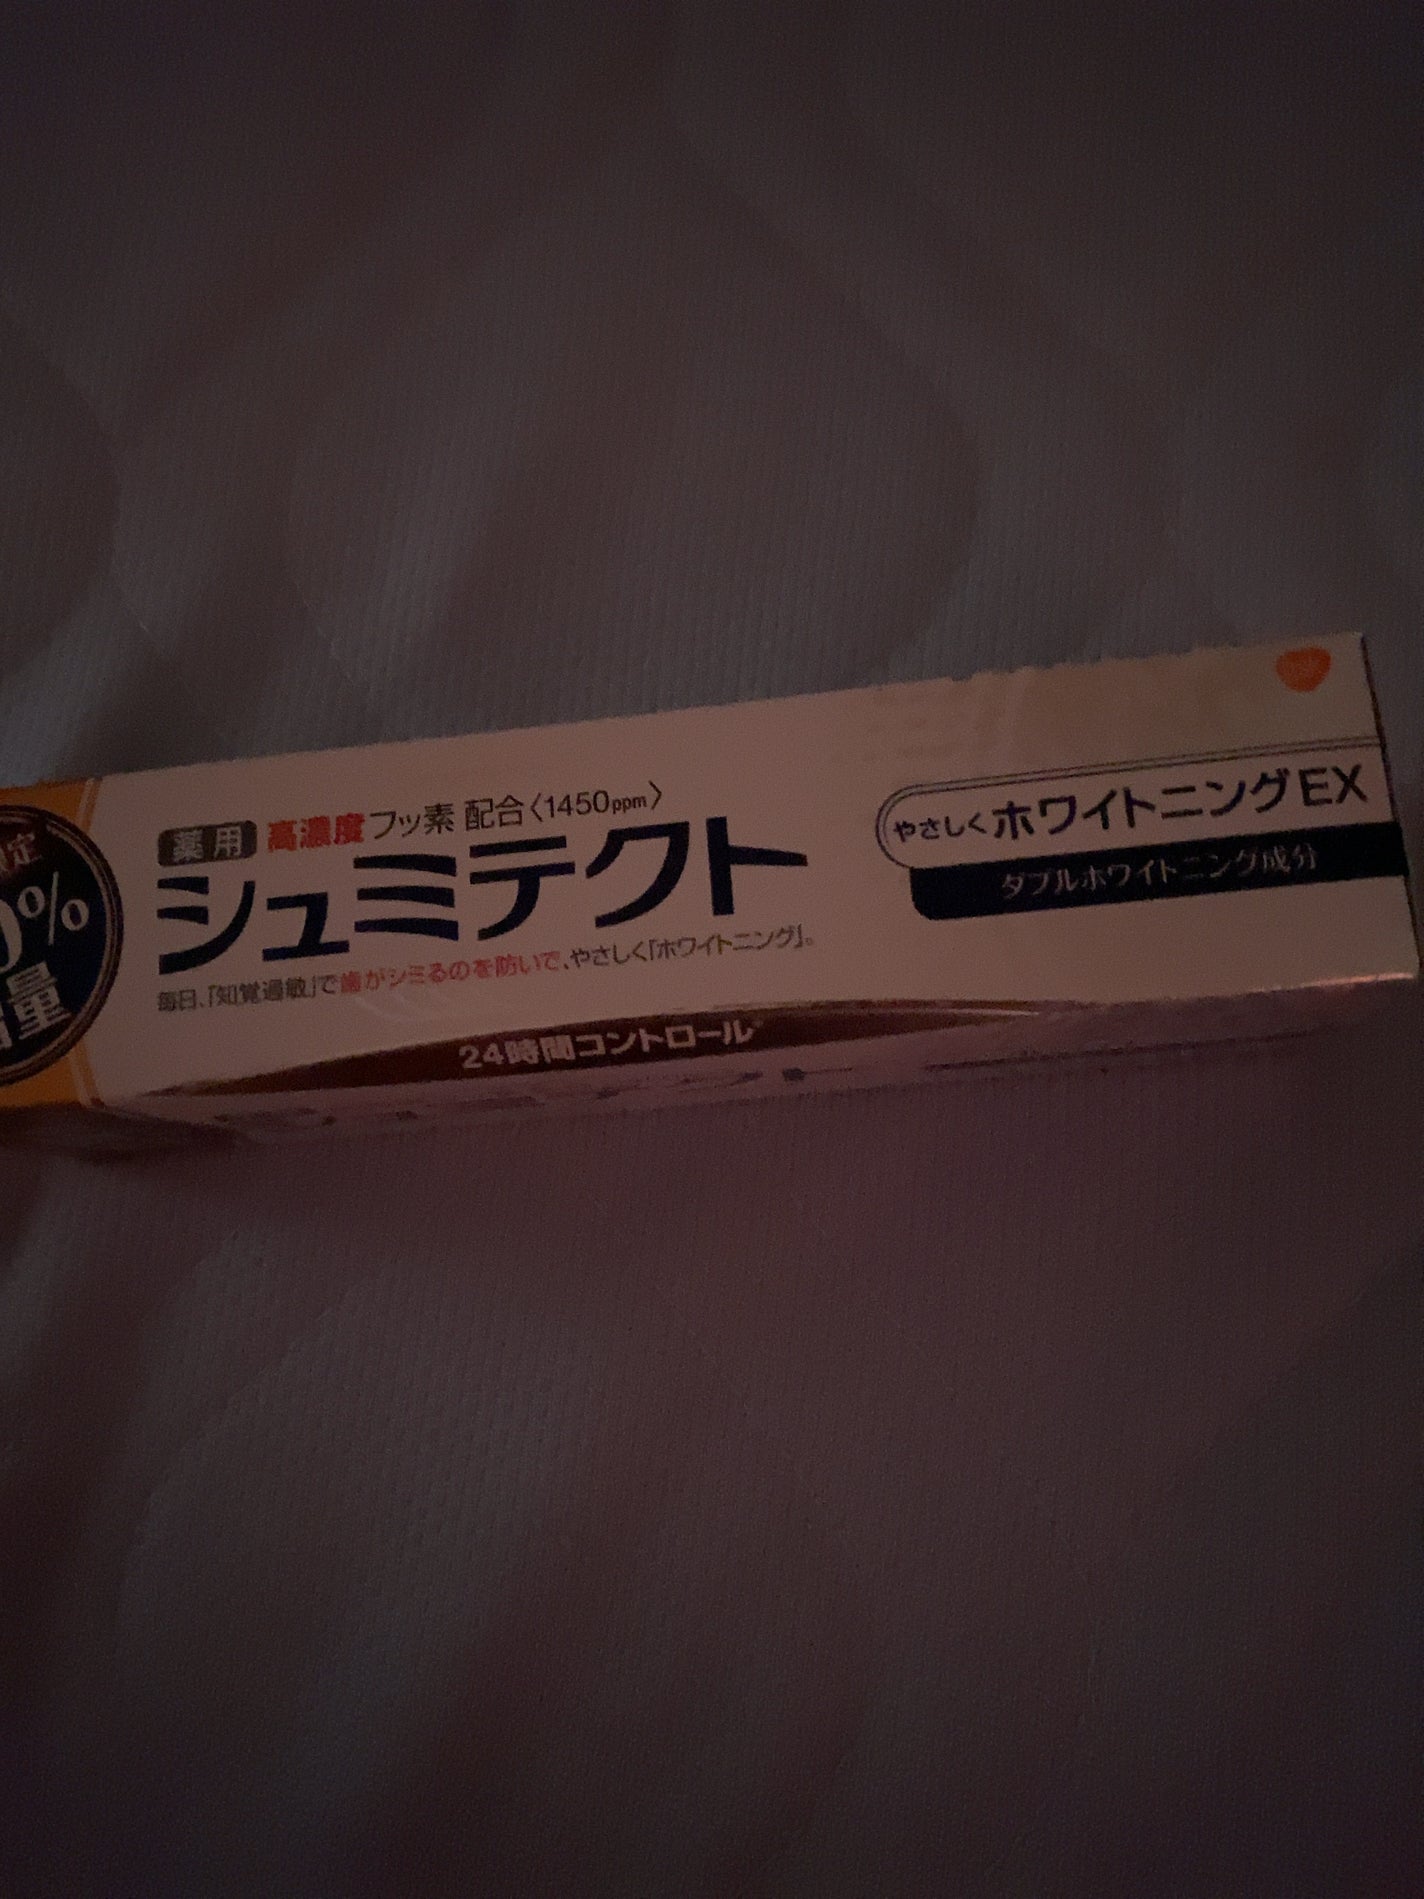 定
0%
増量
薬用 高濃度フッ素 配合〈1450ppm〉
シュミテクト
毎日、「知覚過敏」で歯がシミるのを防いで、やさしく「ホワイトニング」。
24時間コントロール
やさしくホワイトニングEX
ダブルホワイトニング成分